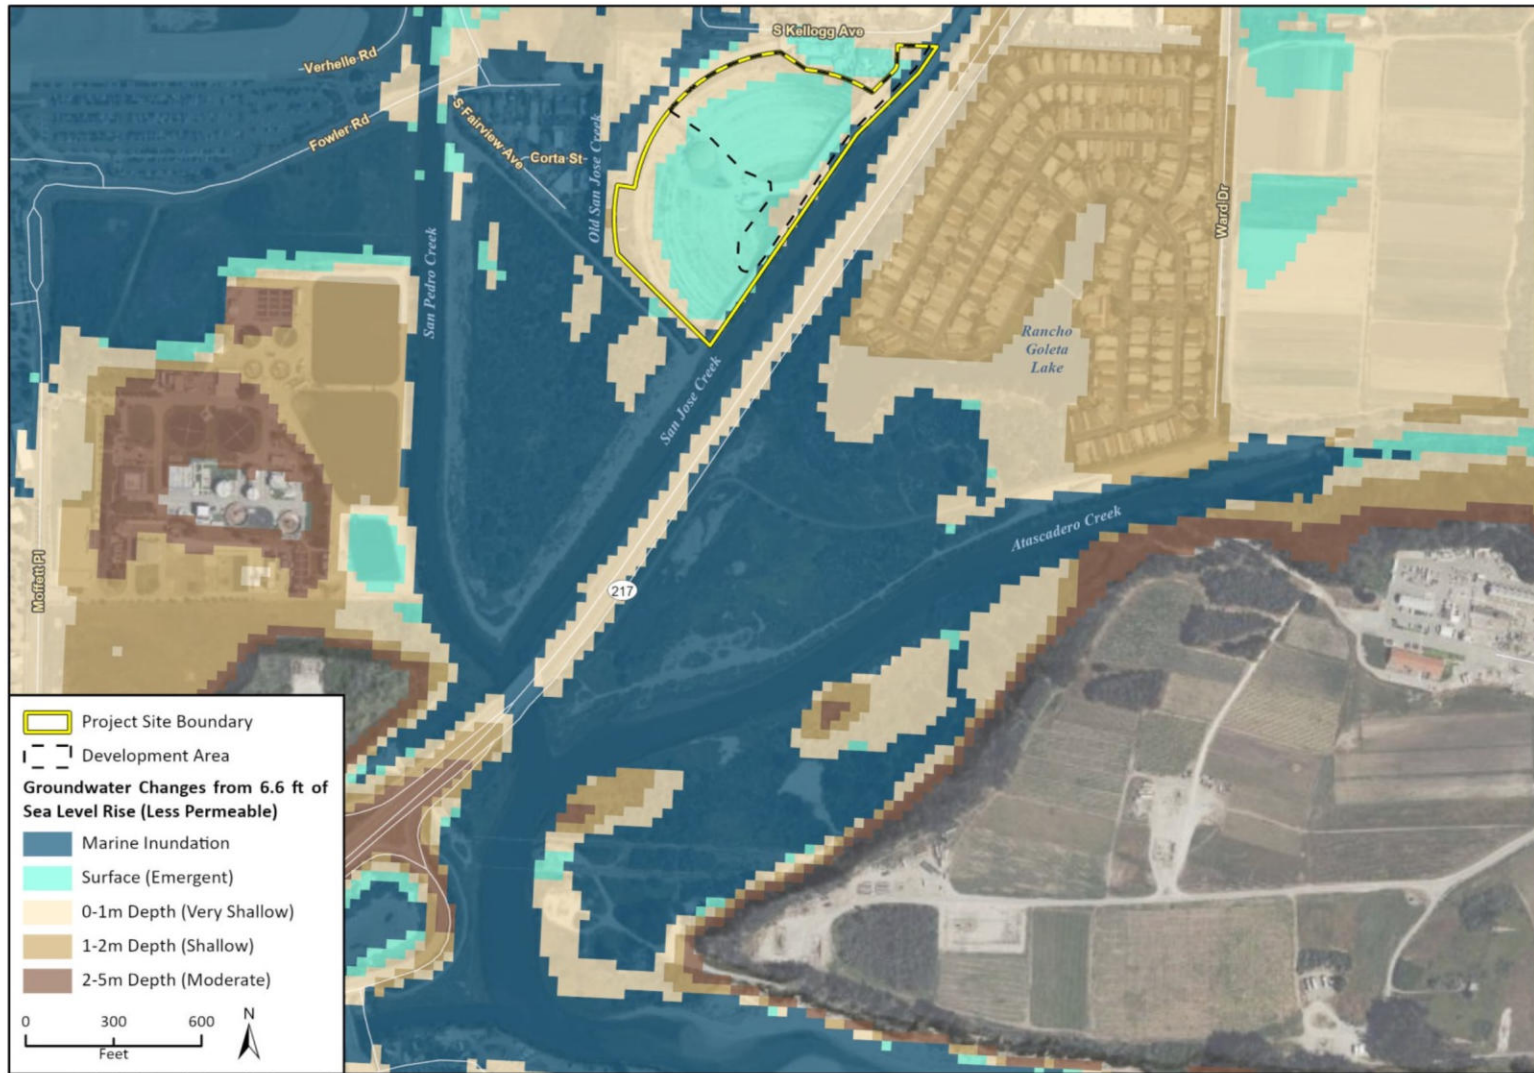 S Kellogg Ave
Verhelle Rd
Fowler Rd
S Fairview Ave
Corta St
Old San Jose Creek
San Pedro Creek
Ward Dr
Rancho
Goleta
Lake
San Jose Creek
Atascadero Creek
217
Moffett Pl
Project Site Boundary
Development Area
Groundwater Changes from 6.6 ft of
Sea Level Rise (Less Permeable)
Marine Inundation
Surface (Emergent)
0-1m Depth (Very Shallow)
1-2m Depth (Shallow)
2-5m Depth (Moderate)
0 300 600
Feet
N